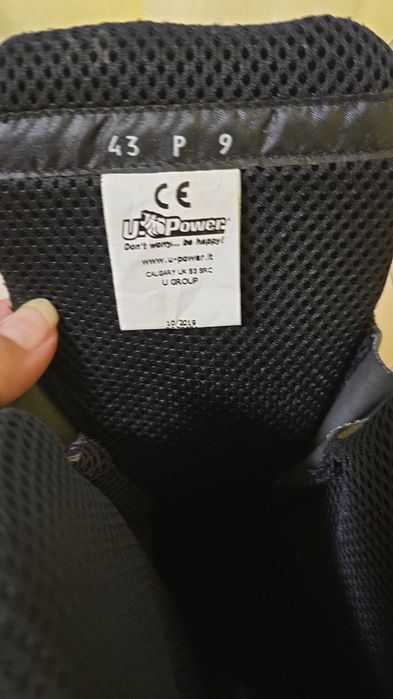 43 P 9
CE
U-Power
Don't worry... be happy!
www.u-power.it
CALGARY UK S3 SRC
U GROUP
10/2019